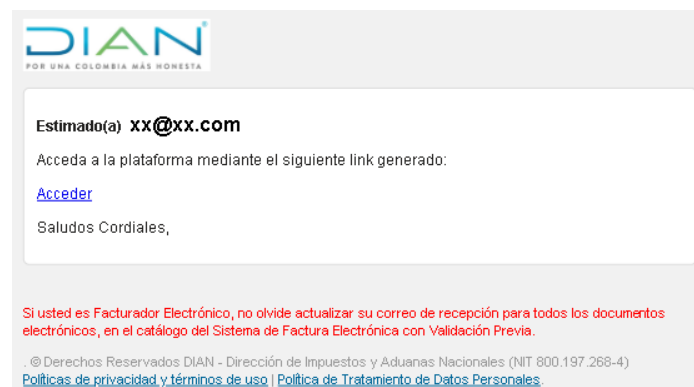 DIAN
POR UNA COLOMBIA MÁS HONESTA
Estimado(a) xx@xx.com
Acceda a la plataforma mediante el siguiente link generado:
Acceder
Saludos Cordiales,
Si usted es Facturador Electrónico, no olvide actualizar su correo de recepción para todos los documentos
electrónicos, en el catálogo del Sistema de Factura Electrónica con Validación Previa.
. © Derechos Reservados DIAN - Dirección de Impuestos y Aduanas Nacionales (NIT 800.197.268-4)
Políticas de privacidad y términos de uso | Política de Tratamiento de Datos Personales.